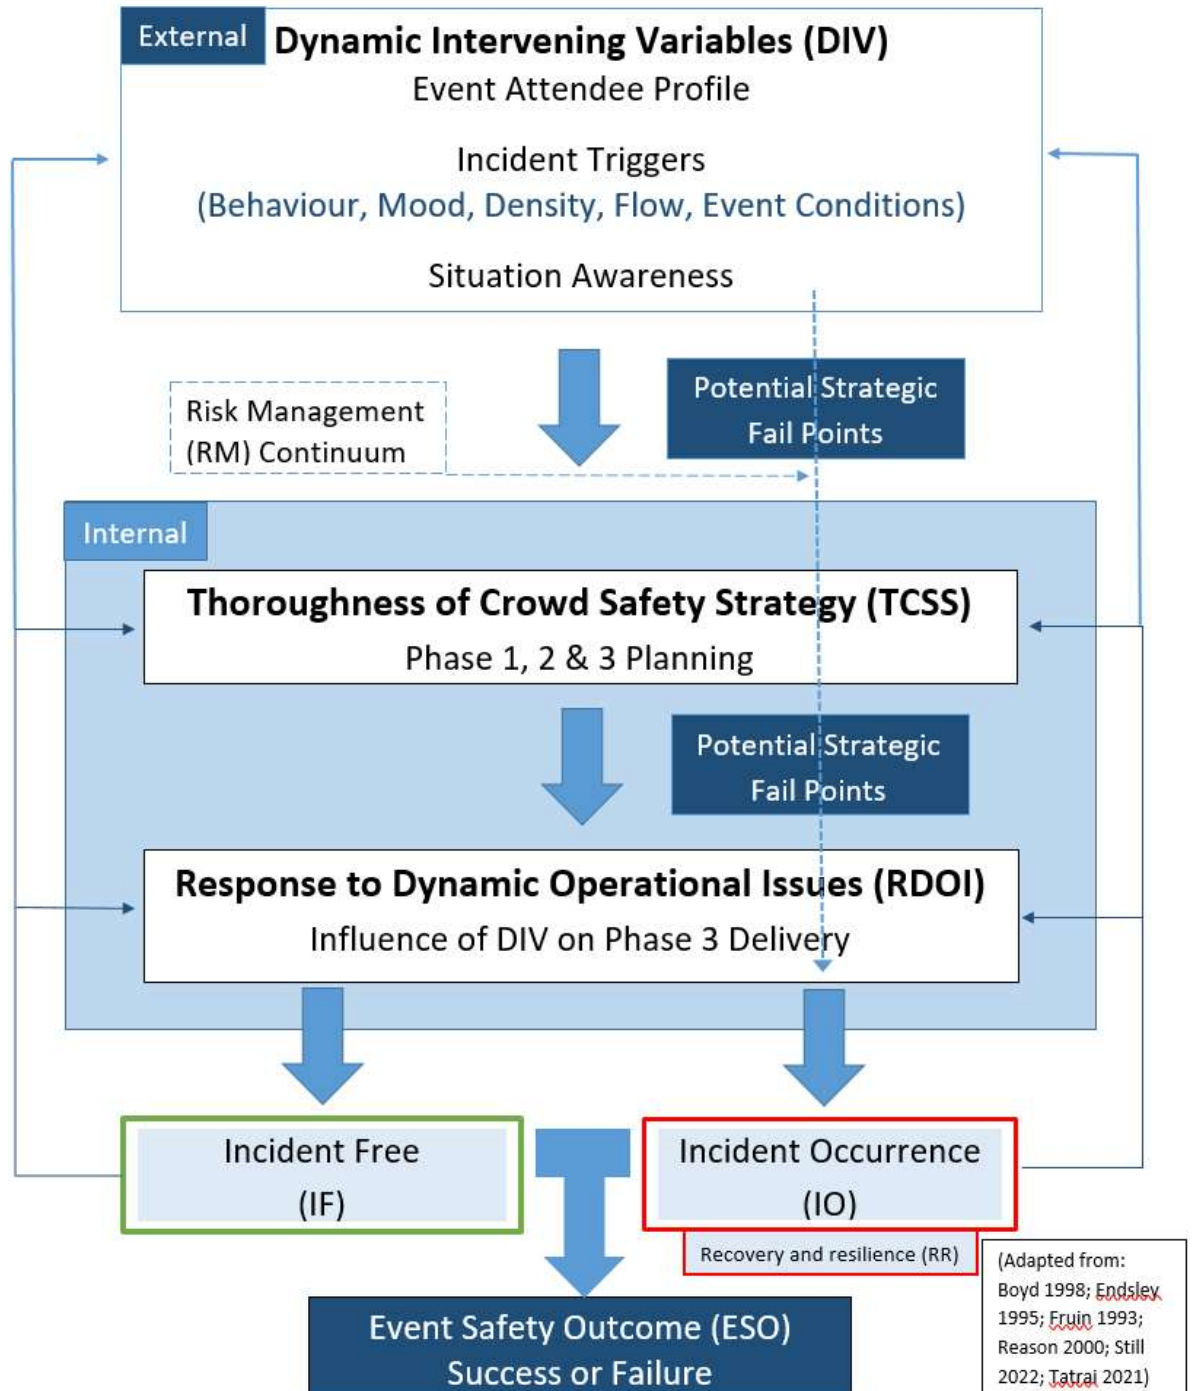 External
Dynamic Intervening Variables (DIV)
Event Attendee Profile
Incident Triggers
(Behaviour, Mood, Density, Flow, Event Conditions)
Situation Awareness
Risk Management
(RM) Continuum
Potential Strategic
Fail Points
Internal
Thoroughness of Crowd Safety Strategy (TCSS)
Phase 1, 2 & 3 Planning
Potential Strategic
Fail Points
Response to Dynamic Operational Issues (RDOI)
Influence of DIV on Phase 3 Delivery
Incident Free
(IF)
Incident Occurrence
(IO)
Recovery and resilience (RR)
(Adapted from:
Boyd 1998; Endsley
1995; Fruin 1993;
Reason 2000; Still
2022; Tatrai 2021)
Event Safety Outcome (ESO)
Success or Failure